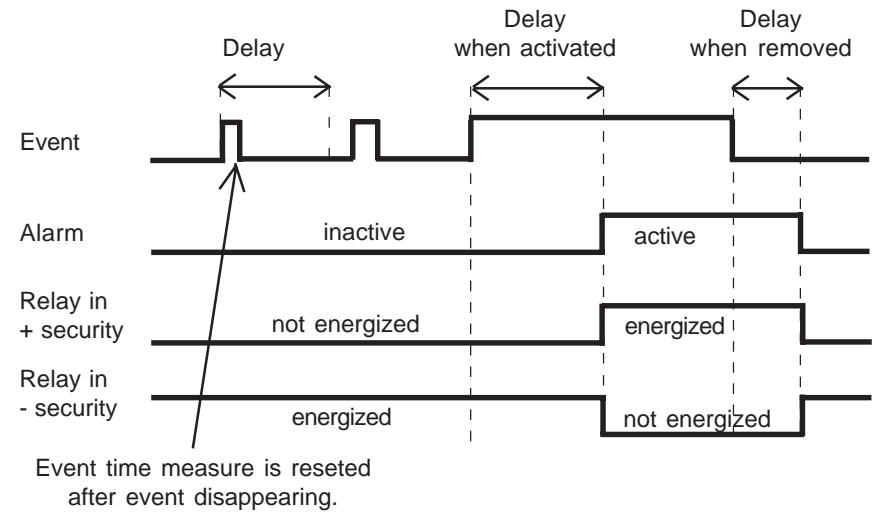 Delay
Delay
when activated
Delay
when removed
Event
Alarm
inactive
active
Relay in
+ security
not energized
energized
Relay in
- security
energized
not energized
Event time measure is reseted
after event disappearing.